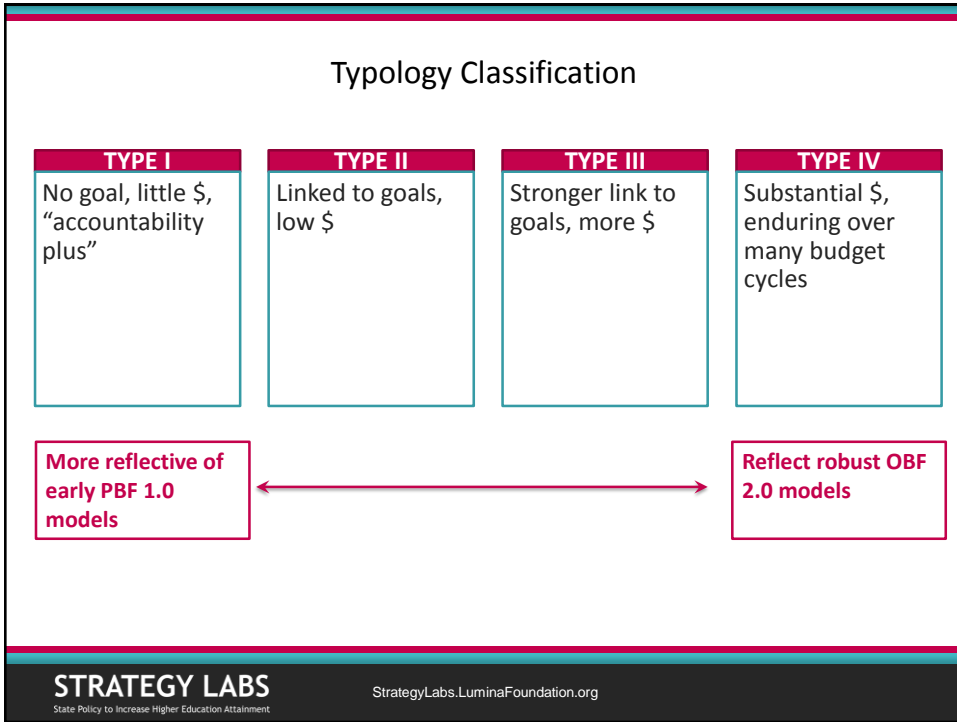 Typology Classification
TYPE I
No goal, little $,
“accountability
plus”
TYPE II
Linked to goals,
low $
TYPE III
Stronger link to
goals, more $
TYPE IV
Substantial $,
enduring over
many budget
cycles
More reflective of
early PBF 1.0
models
Reflect robust OBF
2.0 models
STRATEGY LABS
State Policy to Increase Higher Education Attainment
StrategyLabs.LuminaFoundation.org